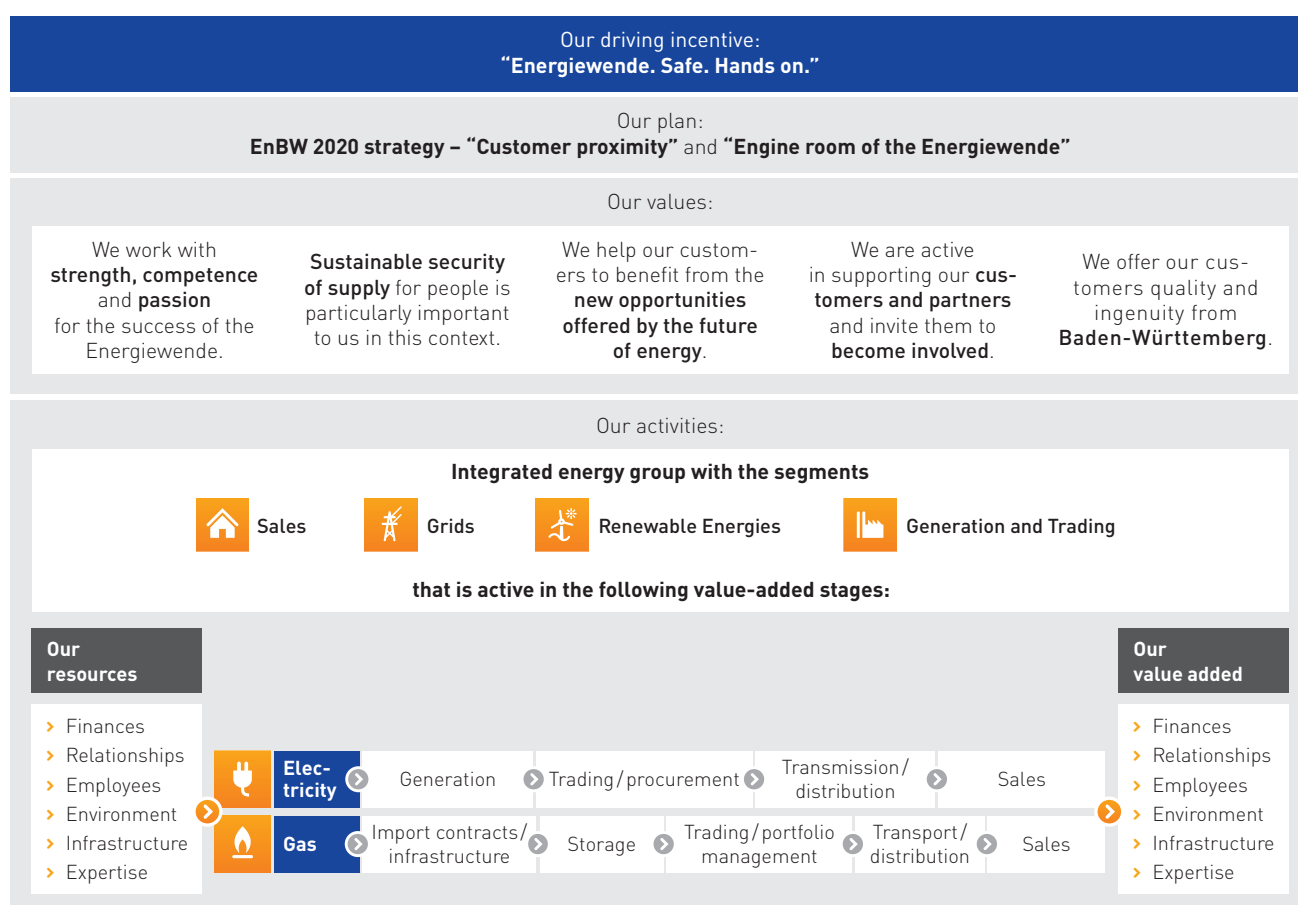 Our driving incentive:
“Energiewende. Safe. Hands on.”
Our plan:
EnBW 2020 strategy – “Customer proximity” and “Engine room of the Energiewende”
Our values:
We work with
strength, competence
and passion
for the success of the
Energiewende.
Sustainable security
of supply for people is
particularly important
to us in this context.
We help our custom-
ers to benefit from the
new opportunities
offered by the future
of energy.
We are active
in supporting our cus-
tomers and partners
and invite them to
become involved.
We offer our cus-
tomers quality and
ingenuity from
Baden-Württemberg.
Our activities:
Integrated energy group with the segments
Sales
Grids
Renewable Energies
Generation and Trading
that is active in the following value-added stages:
Our
resources
Finances
Relationships
Employees
Environment
Infrastructure
Expertise
Elec-
tricity
Generation
Trading/procurement
Transmission/
distribution
Sales
Gas
Import contracts/
infrastructure
Storage
Trading/portfolio
management
Transport/
distribution
Sales
Our
value added
Finances
Relationships
Employees
Environment
Infrastructure
Expertise